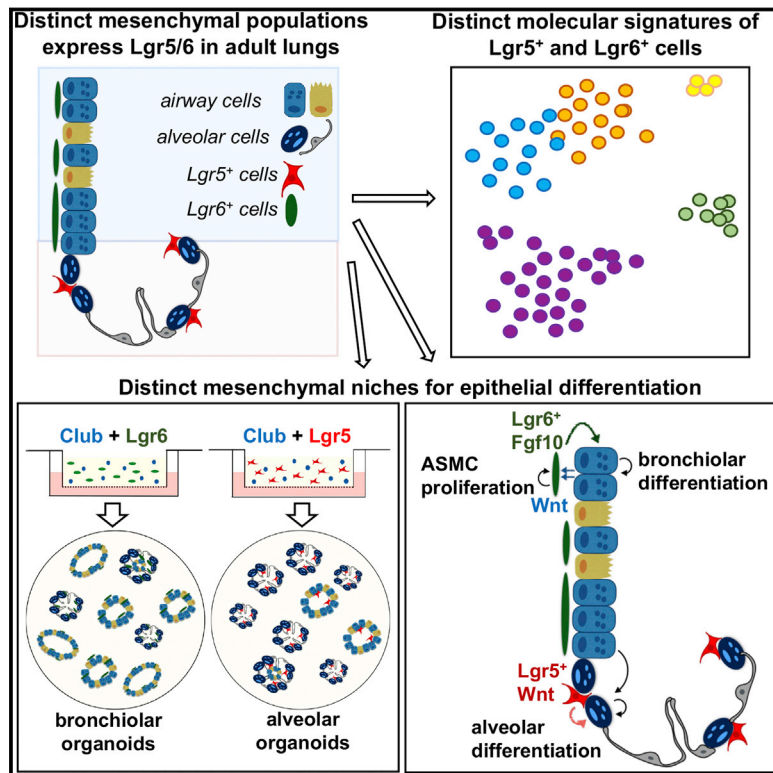 Distinct mesenchymal populations
express Lgr5/6 in adult lungs
airway cells
alveolar cells
Lgr5⁺ cells
Lgr6⁺ cells
Distinct molecular signatures of
Lgr5⁺ and Lgr6⁺ cells
Distinct mesenchymal niches for epithelial differentiation
Club + Lgr6
Club + Lgr5
bronchiolar
organoids
alveolar
organoids
Lgr6⁺
Fgf10
ASMC
proliferation
Wnt
bronchiolar
differentiation
Lgr5⁺
Wnt
alveolar
differentiation